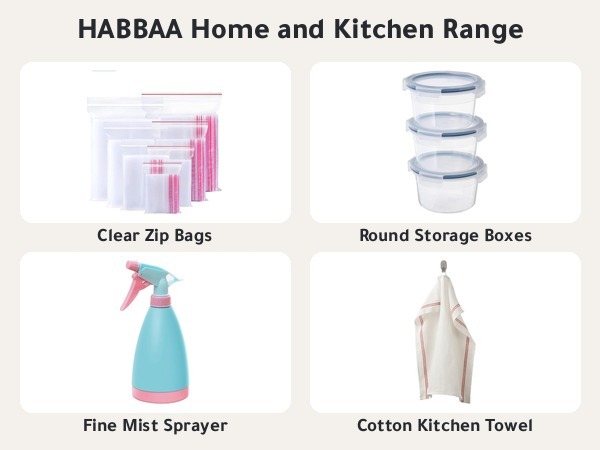 HABBAA Home and Kitchen Range
Clear Zip Bags
Round Storage Boxes
Fine Mist Sprayer
Cotton Kitchen Towel